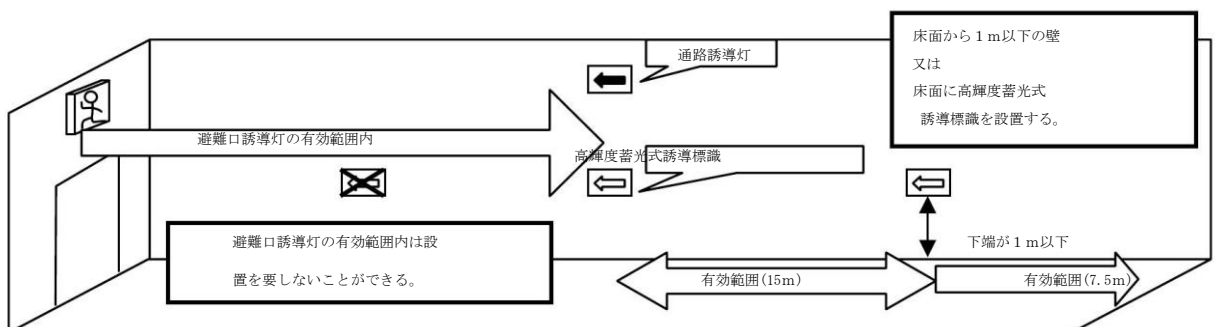 通路誘導灯
床面から１ｍ以下の壁
又は
床面に高輝度蓄光式
誘導標識を設置する。
避難口誘導灯の有効範囲内
高輝度蓄光式誘導標識
避難口誘導灯の有効範囲内は設
置を要しないことができる。
下端が１ｍ以下
有効範囲(15m)
有効範囲(7.5m)